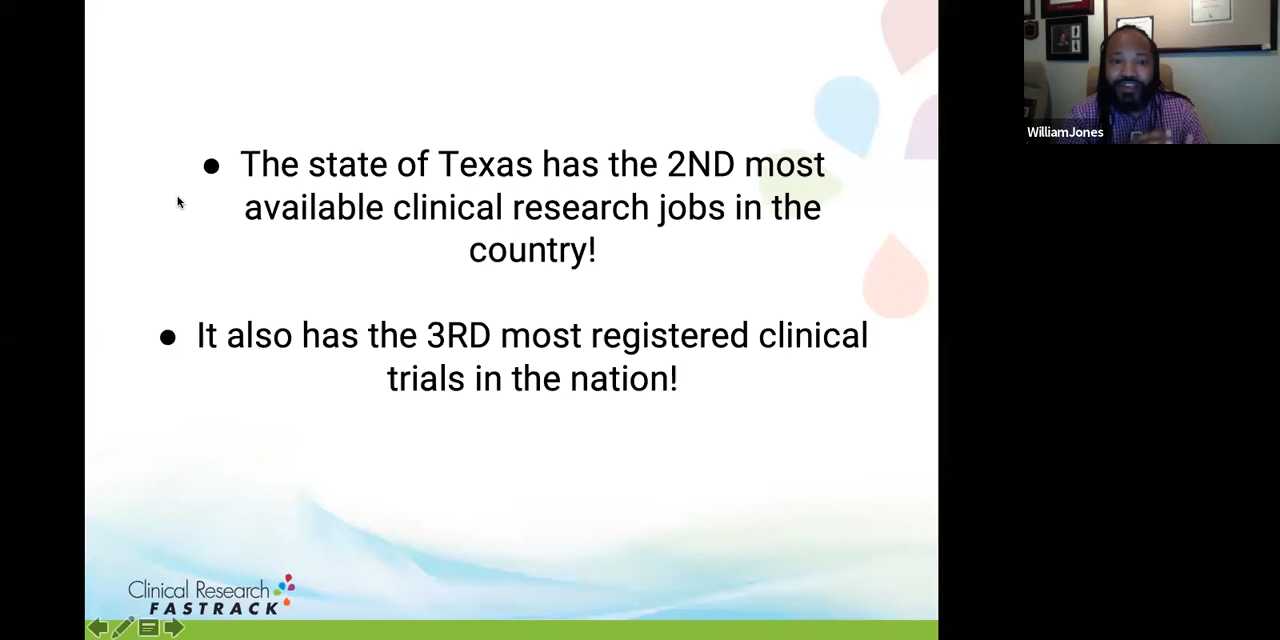 ● The state of Texas has the 2ND most
available clinical research jobs in the
country!
● It also has the 3RD most registered clinical
trials in the nation!
Clinical Research
FASTRACK
WilliamJones